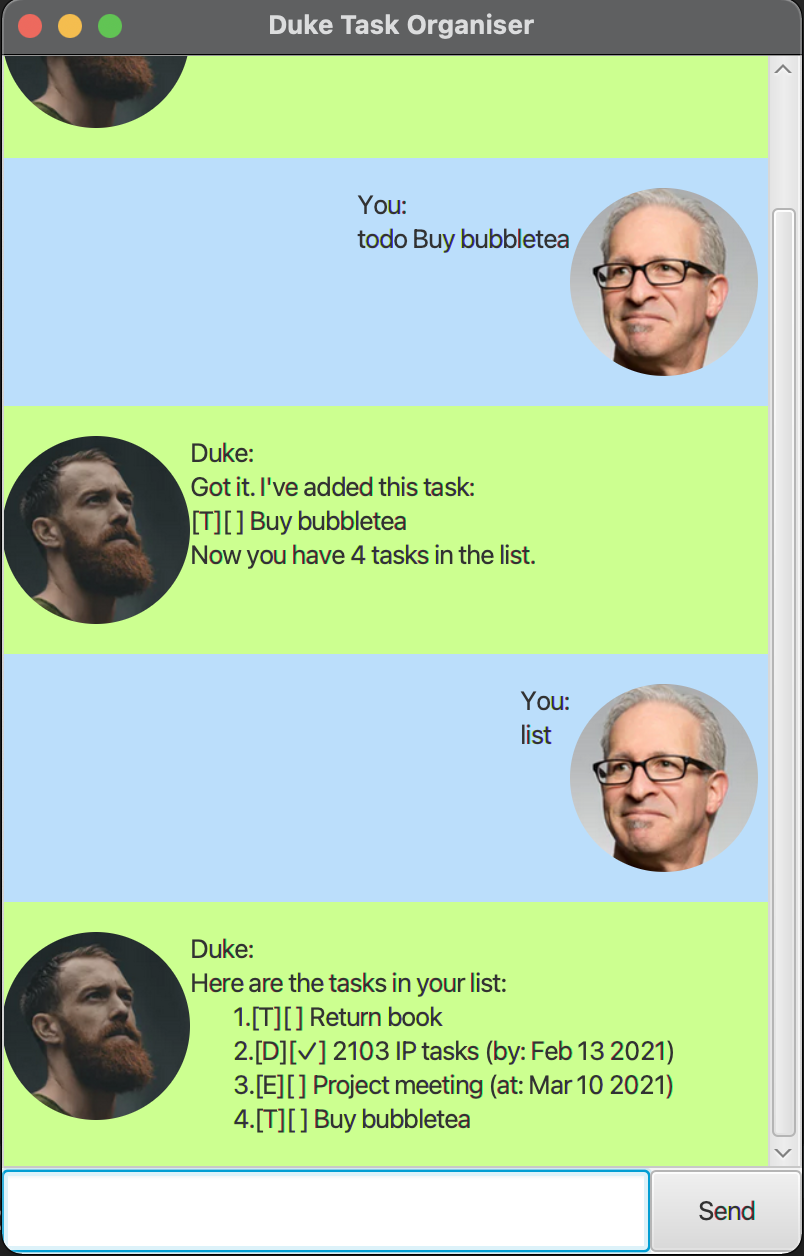 Duke Task Organiser
You:
todo Buy bubbletea
Duke:
Got it. I've added this task:
[T][ ] Buy bubbletea
Now you have 4 tasks in the list.
You:
list
Duke:
Here are the tasks in your list:
1.[T][ ] Return book
2.[D][✓] 2103 IP tasks (by: Feb 13 2021)
3.[E][ ] Project meeting (at: Mar 10 2021)
4.[T][ ] Buy bubbletea
Send